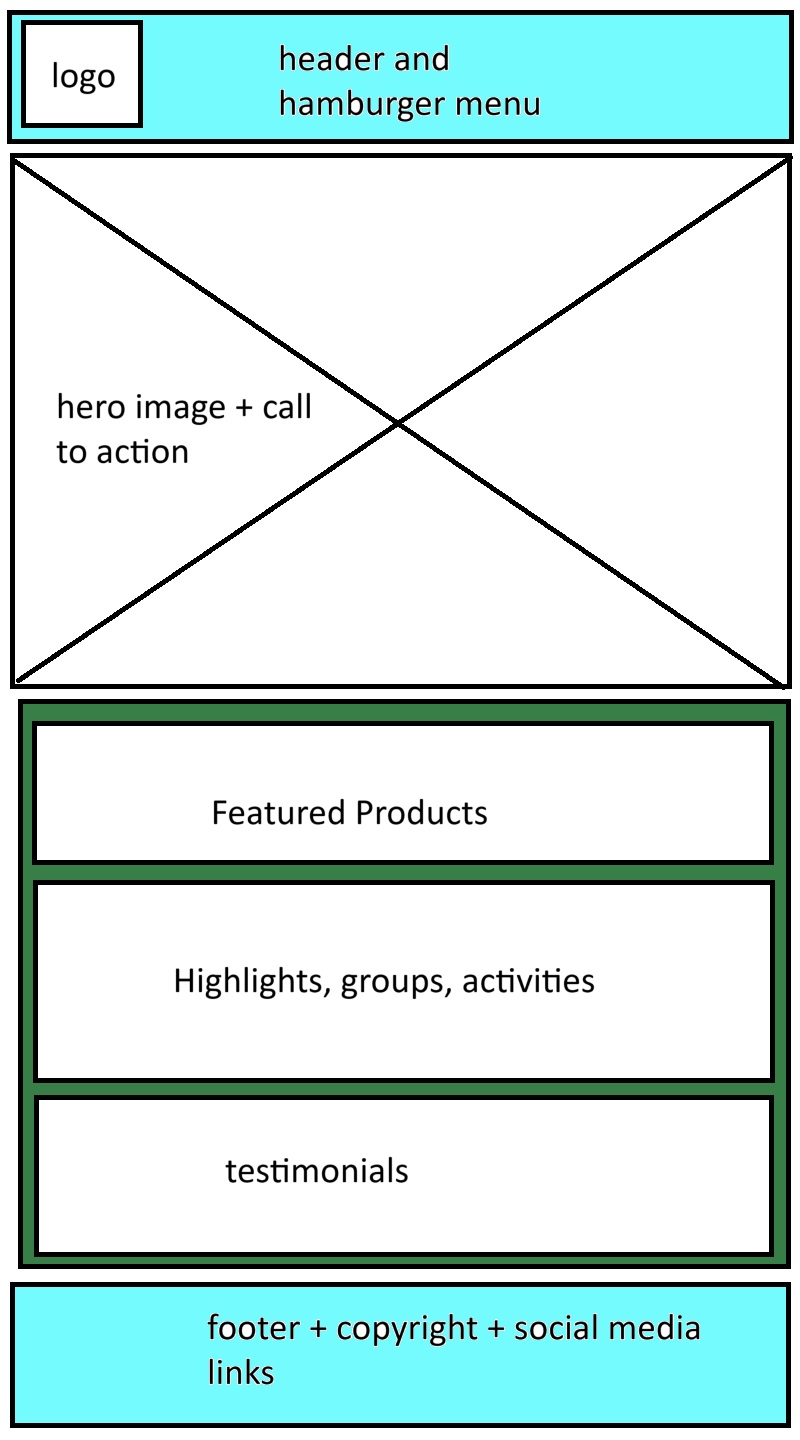 logo
header and
hamburger menu
hero image + call
to action
Featured Products
Highlights, groups, activities
testimonials
footer + copyright + social media
links